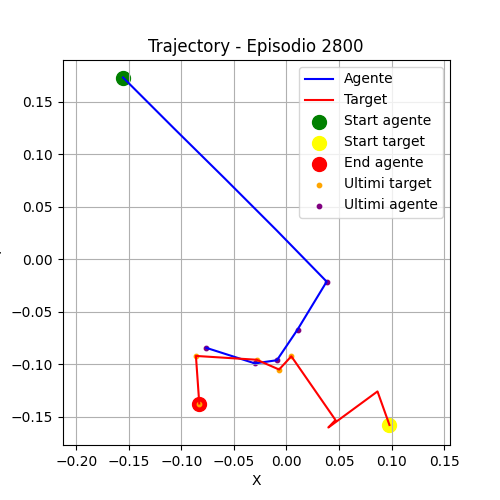 Trajectory - Episodio 2800
Agente
Target
Start agente
Start target
End agente
Ultimi target
Ultimi agente
0.15
0.10
0.05
0.00
−0.05
−0.10
−0.15
−0.20 −0.15 −0.10 −0.05 0.00 0.05 0.10 0.15
X